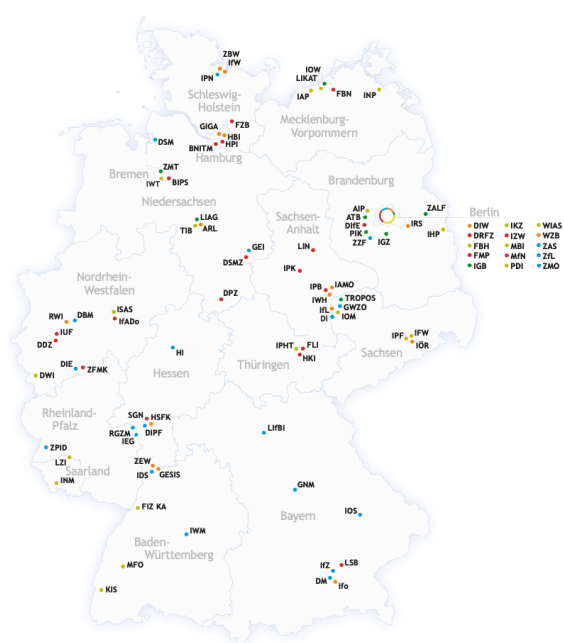 ZBW
IfW
IPN
Schleswig-
Holstein
IOW
LIKAT
IAP
FBN
INP
Mecklenburg-
Vorpommern
FZB
GIGA
HBI
HPI
BNITM
Hamburg
DSM
ZMT
Bremen
IWT
BIPS
Niedersachsen
Brandenburg
AIP
ATB
DIfE
PIK
ZZF
IGZ
ZALF
IRS
IHP
Berlin
DIW
DRFZ
FBH
FMP
IGB
IKZ
IZW
MBI
MfN
PDI
WIAS
WZB
ZAS
ZfL
ZMO
LIAG
TIB
ARL
Sachsen-
Anhalt
GEI
DSMZ
LIN
IPK
DPZ
IPB
IAMO
IWH
TROPOS
IfL
GWZO
DI
IOM
Nordrhein-
Westfalen
RWI
DBM
ISAS
IfADo
IUF
DDZ
DIE
ZFMK
DWI
HI
Hessen
IPHT
FLI
HKI
Thüringen
IPF
IFW
IÖR
Sachsen
Rheinland-
Pfalz
SGN
HSFK
RGZM
DIPF
IEG
ZPID
LZI
Saarland
INM
ZEW
IDS
GESIS
LIfBi
GNM
IOS
Bayern
FIZ KA
IWM
Baden-
Württemberg
MFO
KIS
IfZ
LSB
DM
Ifo